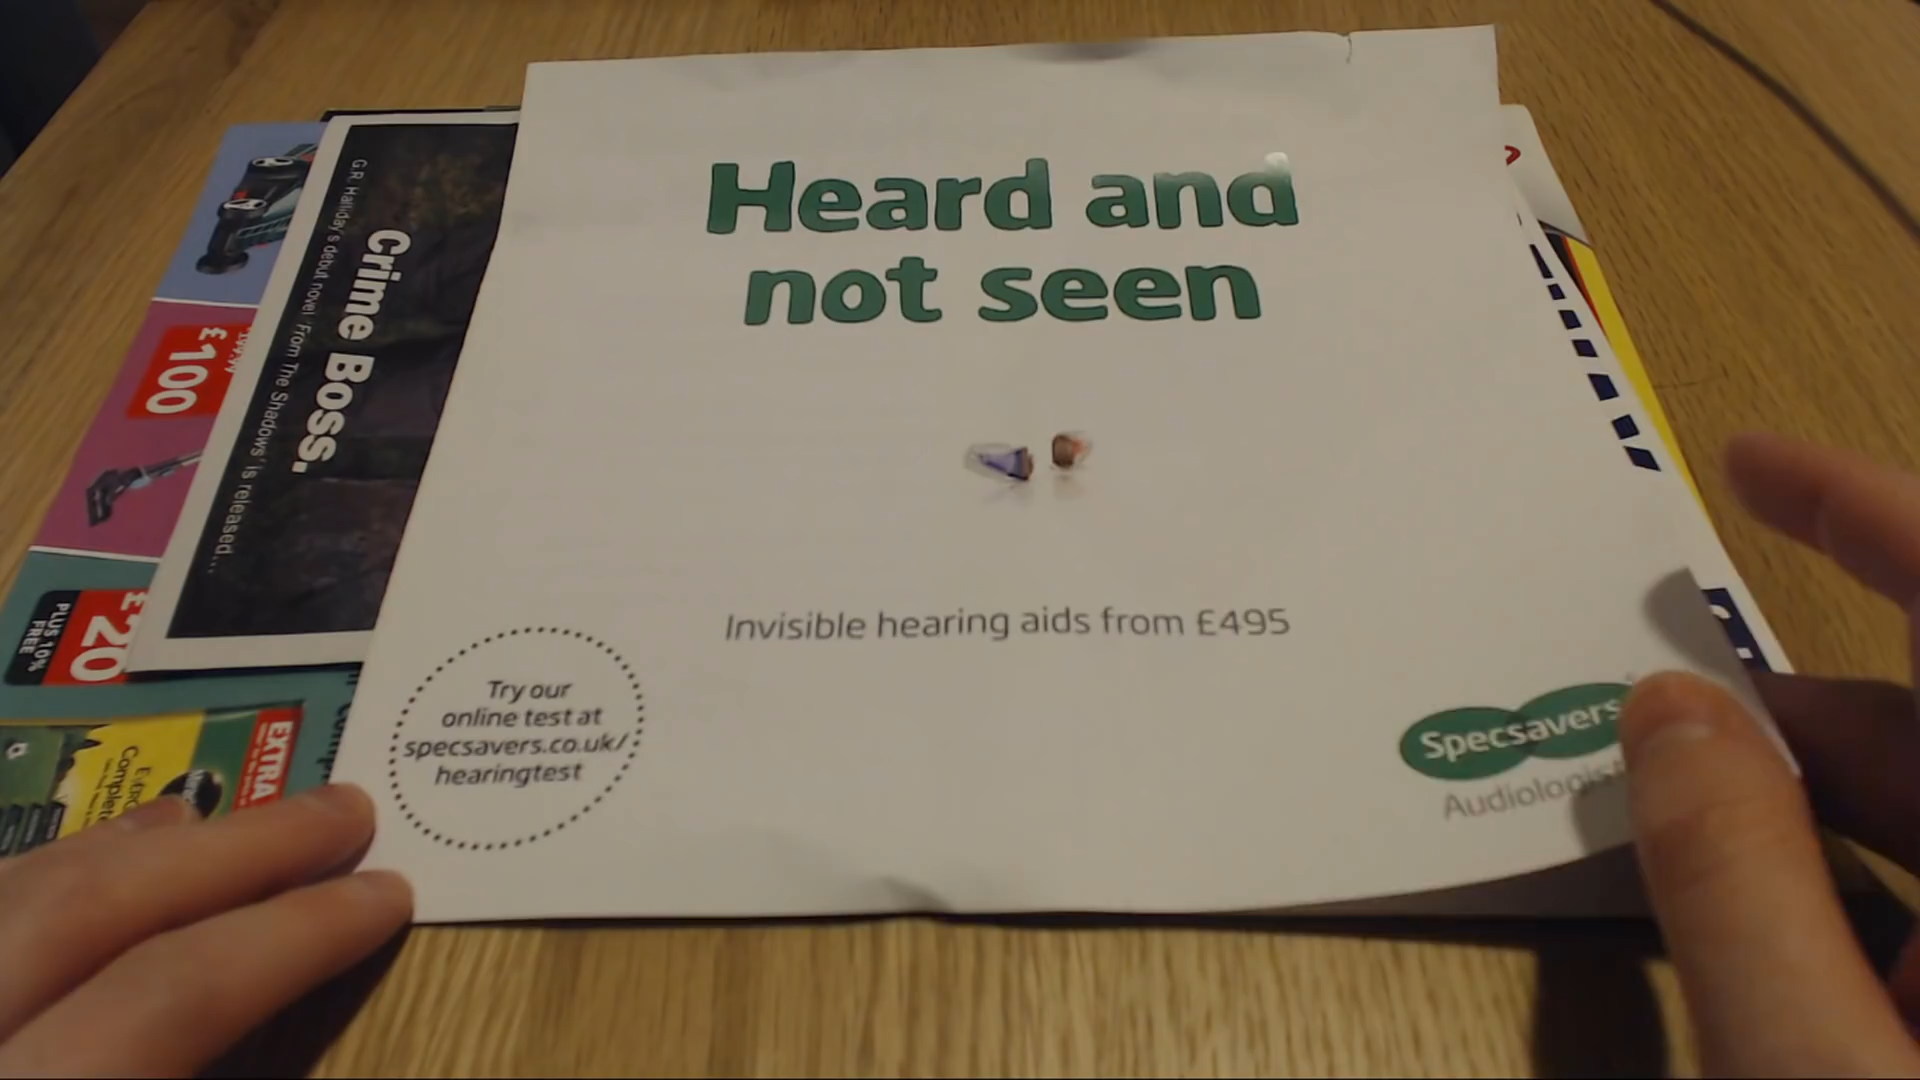 Heard and
not seen
Invisible hearing aids from £495
Try our
online test at
specsavers.co.uk/
hearingtest
Specsavers
Crime Boss.
G.R. Halliday's debut novel 'From The Shadows' is released...
£100
£20
PLUS 10%
FREE
EXTRA